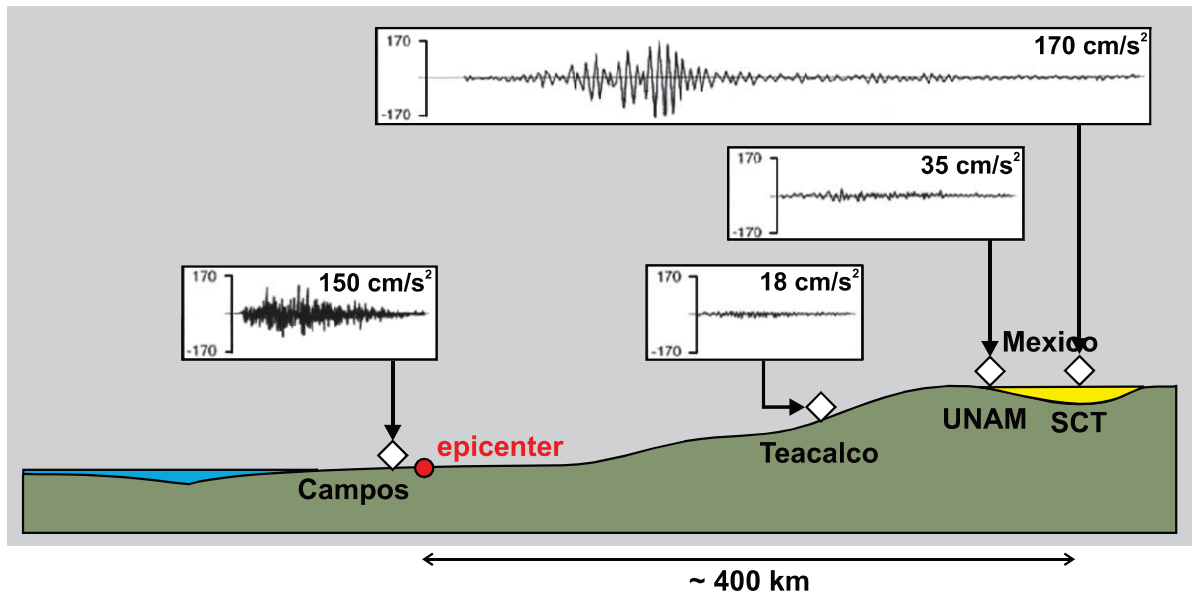 170
170 cm/s²
-170
170
35 cm/s²
-170
170
150 cm/s²
-170
170
18 cm/s²
-170
Mexico
UNAM
SCT
epicenter
Teacalco
Campos
~ 400 km